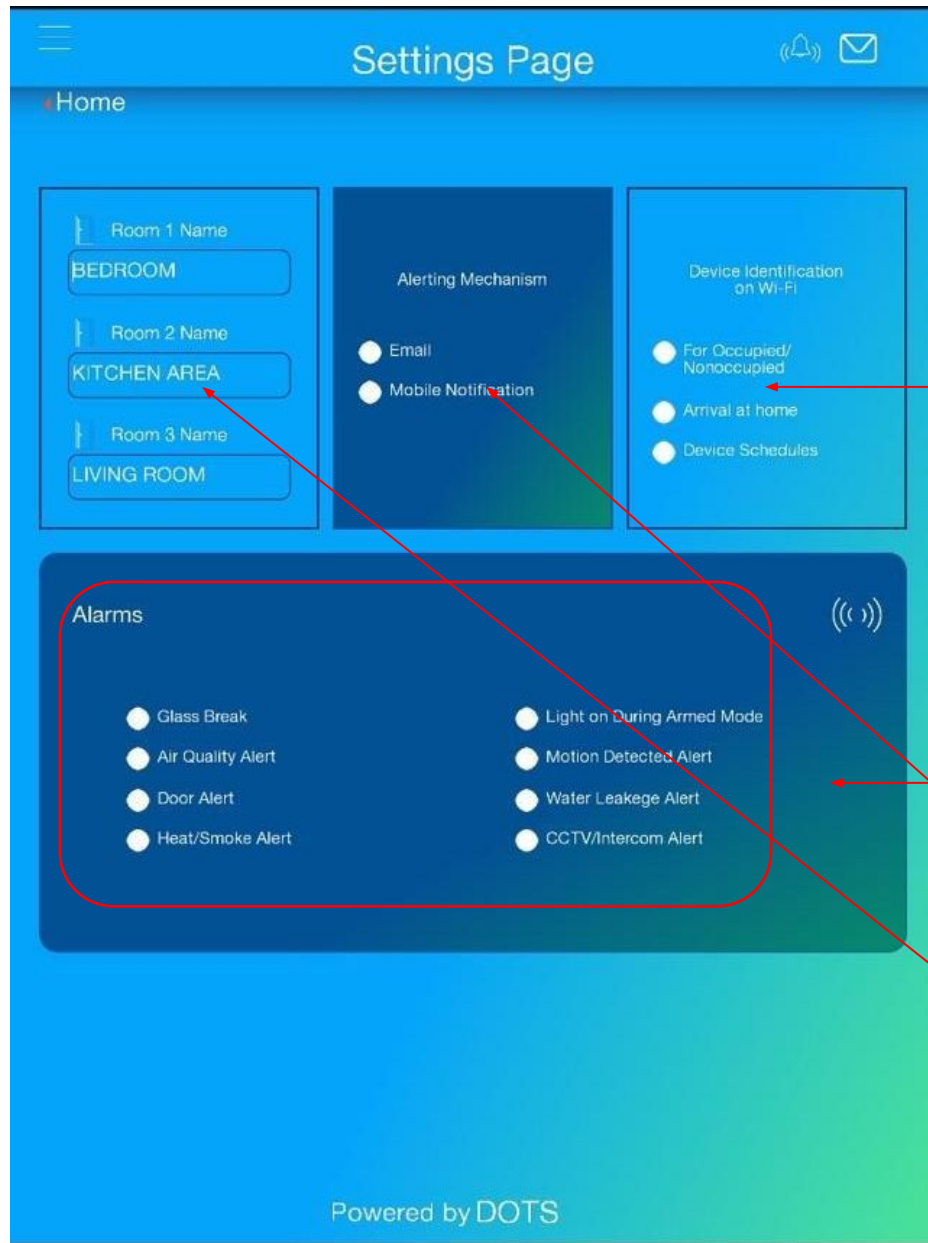 Settings Page
Home
Room 1 Name
BEDROOM
Room 2 Name
KITCHEN AREA
Room 3 Name
LIVING ROOM
Alerting Mechanism
Email
Mobile Notification
Device Identification
on Wi-Fi
For Occupied/
Nonoccupied
Arrival at home
Device Schedules
Alarms
Glass Break
Air Quality Alert
Door Alert
Heat/Smoke Alert
Light on During Armed Mode
Motion Detected Alert
Water Leakege Alert
CCTV/Intercom Alert
Powered by DOTS